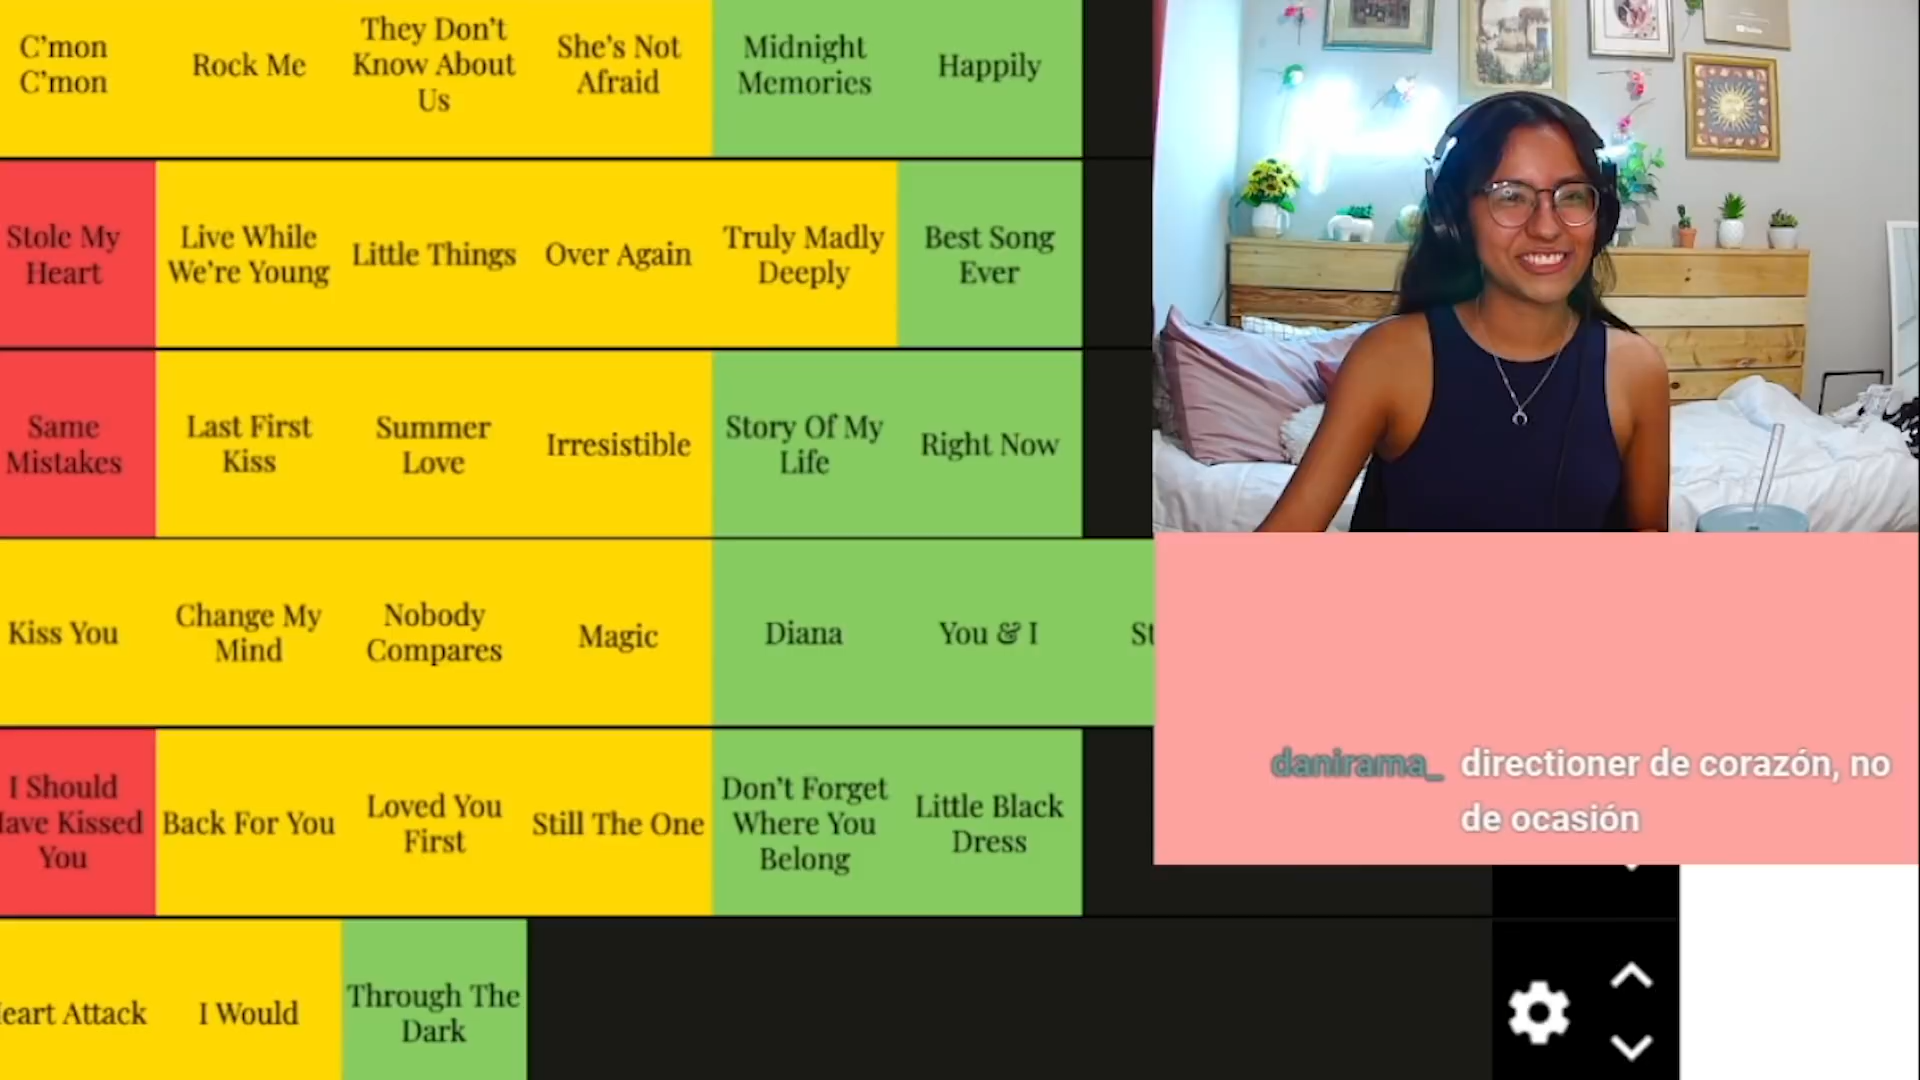 C’mon
C’mon
Rock Me
They Don’t
Know About
Us
She’s Not
Afraid
Midnight
Memories
Happily
Stole My
Heart
Live While
We’re Young
Little Things
Over Again
Truly Madly
Deeply
Best Song
Ever
Same
Mistakes
Last First
Kiss
Summer
Love
Irresistible
Story Of My
Life
Right Now
Kiss You
Change My
Mind
Nobody
Compares
Magic
Diana
You & I
St
I Should
Have Kissed
You
Back For You
Loved You
First
Still The One
Don’t Forget
Where You
Belong
Little Black
Dress
danirama_ directioner de corazón, no
de ocasión
Heart Attack
I Would
Through The
Dark